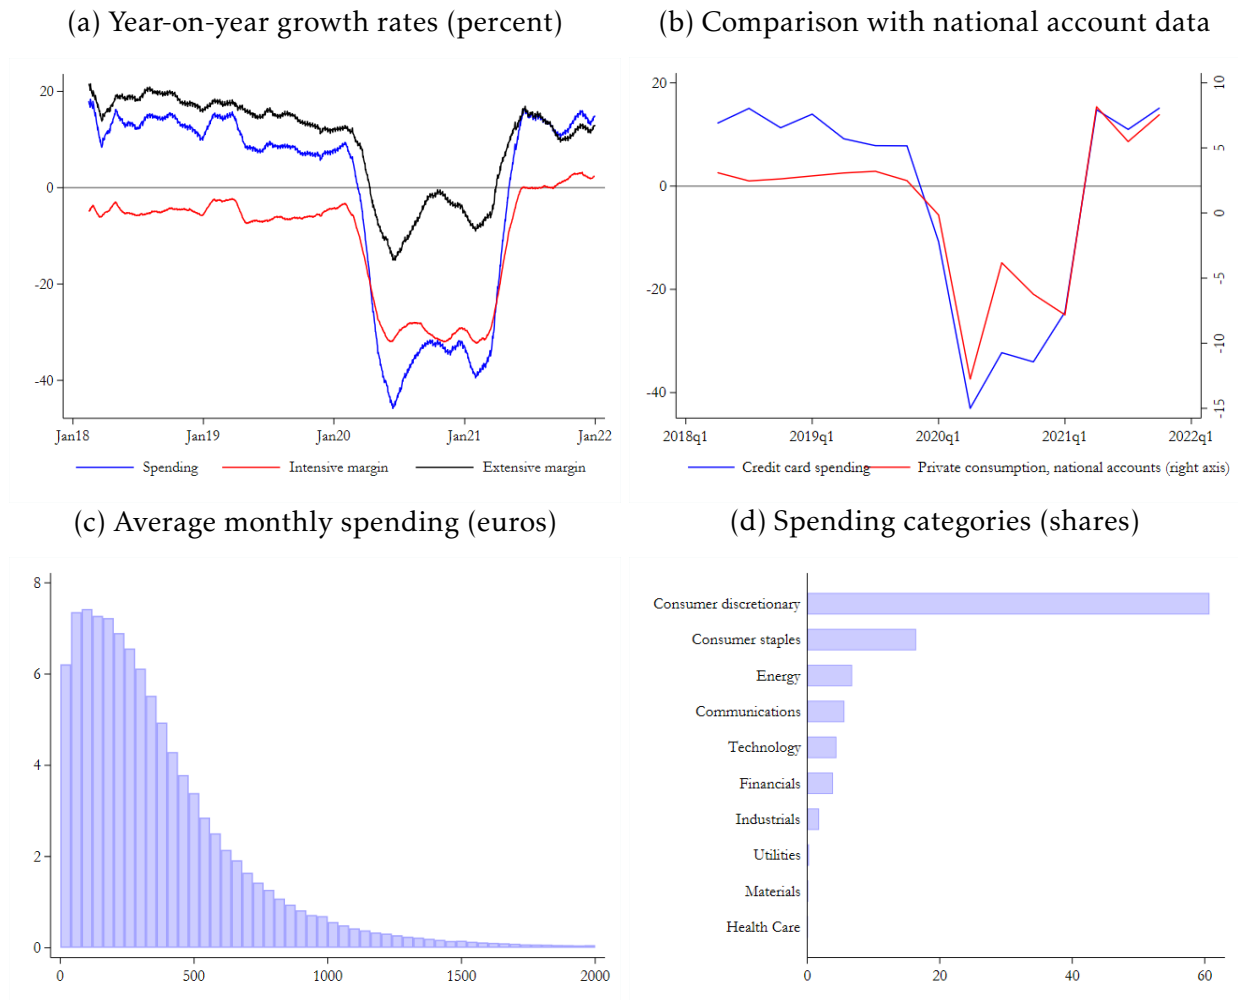 (a) Year-on-year growth rates (percent)
20
0
-20
-40
Jan18 Jan19 Jan20 Jan21 Jan22
Spending Intensive margin Extensive margin
(b) Comparison with national account data
20
0
-20
-40
10
5
0
-5
-10
-15
2018q1 2019q1 2020q1 2021q1 2022q1
Credit card spending Private consumption, national accounts (right axis)
(c) Average monthly spending (euros)
8
6
4
2
0
0 500 1000 1500 2000
(d) Spending categories (shares)
Consumer discretionary
Consumer staples
Energy
Communications
Technology
Financials
Industrials
Utilities
Materials
Health Care
0 20 40 60